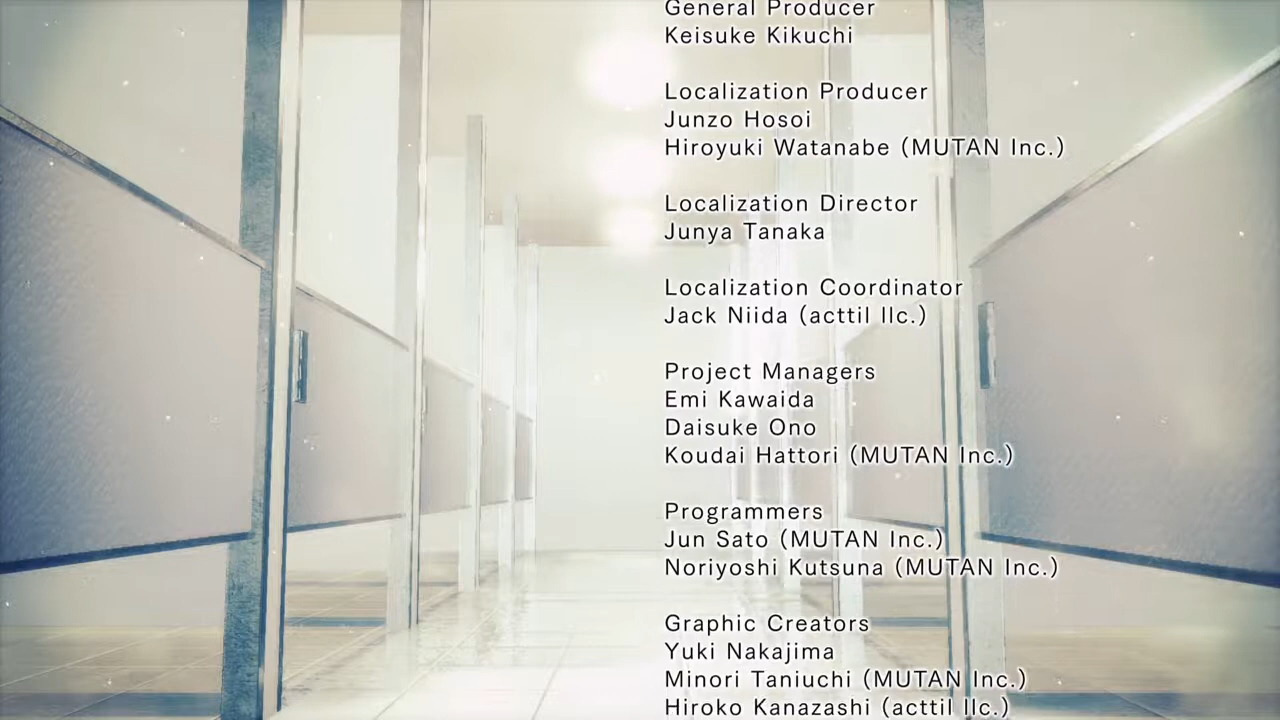 General Producer
Keisuke Kikuchi
Localization Producer
Junzo Hosoi
Hiroyuki Watanabe (MUTAN Inc.)
Localization Director
Junya Tanaka
Localization Coordinator
Jack Niida (acttil llc.)
Project Managers
Emi Kawaida
Daisuke Ono
Koudai Hattori (MUTAN Inc.)
Programmers
Jun Sato (MUTAN Inc.)
Noriyoshi Kutsuna (MUTAN Inc.)
Graphic Creators
Yuki Nakajima
Minori Taniuchi (MUTAN Inc.)
Hiroko Kanazashi (acttil llc.)